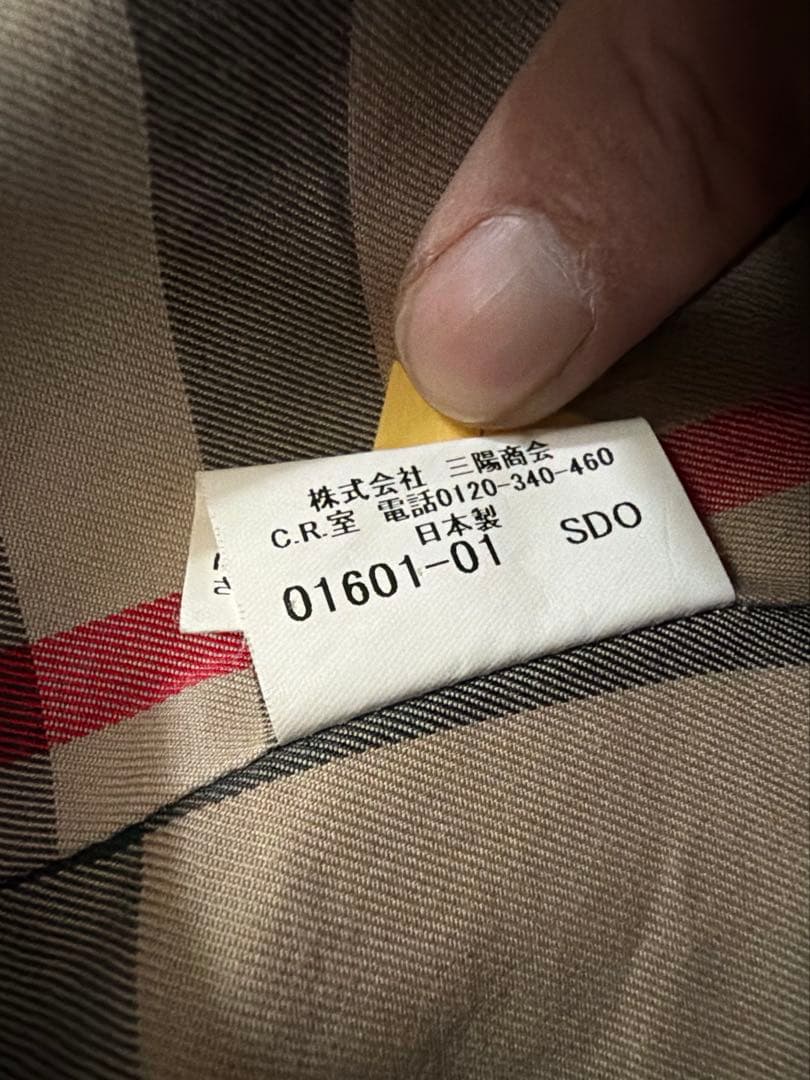 株式会社 三陽商会
C.R.室 電話0120-340-460
日本製
01601-01 SDO
さ